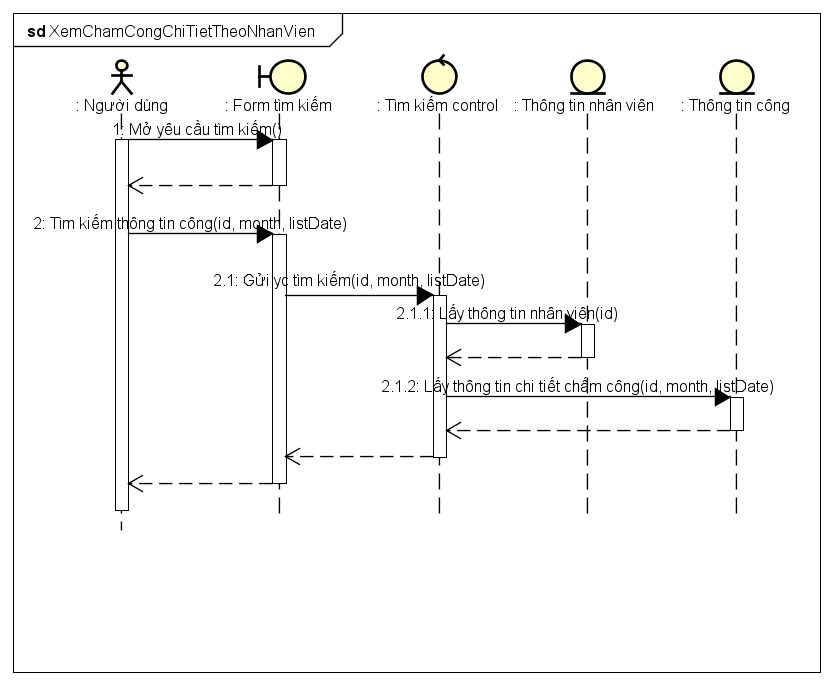 sd XemChamCongChiTietTheoNhanVien
: Người dùng
: Form tìm kiếm
: Tìm kiếm control
: Thông tin nhân viên
: Thông tin công
1: Mở yêu cầu tìm kiếm()
2: Tìm kiếm thông tin công(id, month, listDate)
2.1: Gửi yc tìm kiếm(id, month, listDate)
2.1.1: Lấy thông tin nhân viên(id)
2.1.2: Lấy thông tin chi tiết chấm công(id, month, listDate)